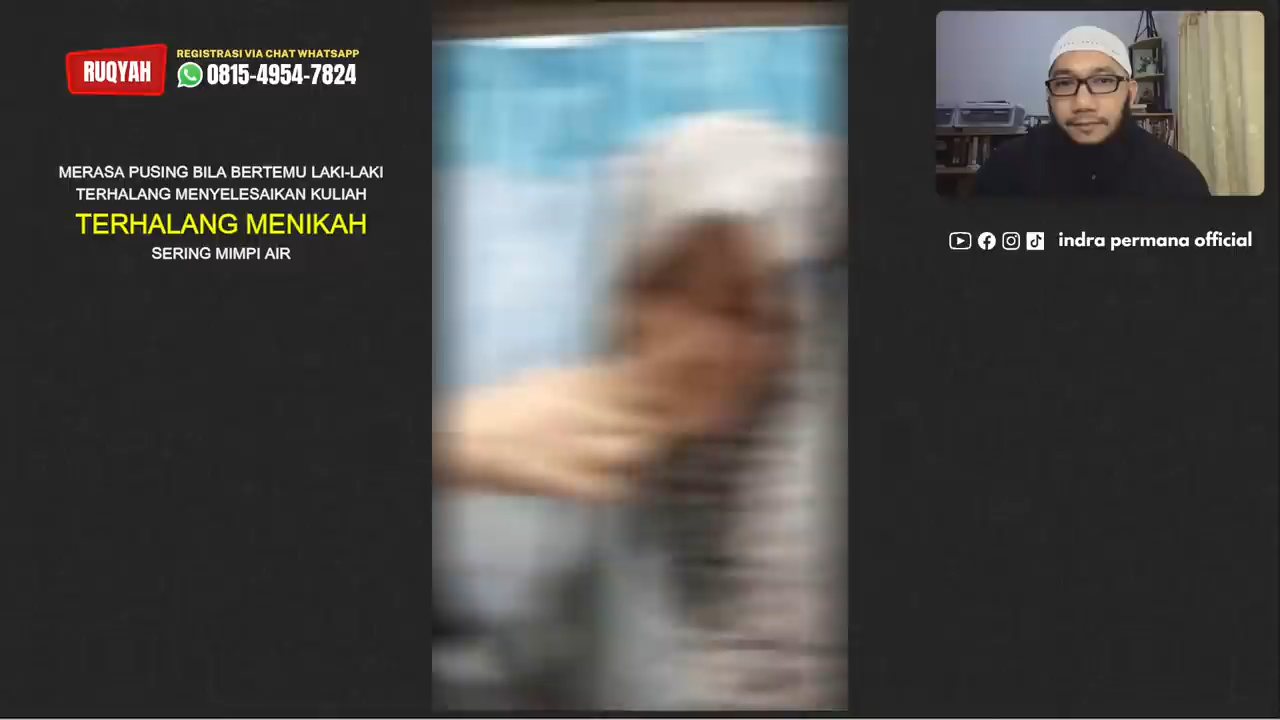 RUQYAH
REGISTRASI VIA CHAT WHATSAPP
0815-4954-7824
MERASA PUSING BILA BERTEMU LAKI-LAKI
TERHALANG MENYELESAIKAN KULIAH
TERHALANG MENIKAH
SERING MIMPI AIR
indra permana official